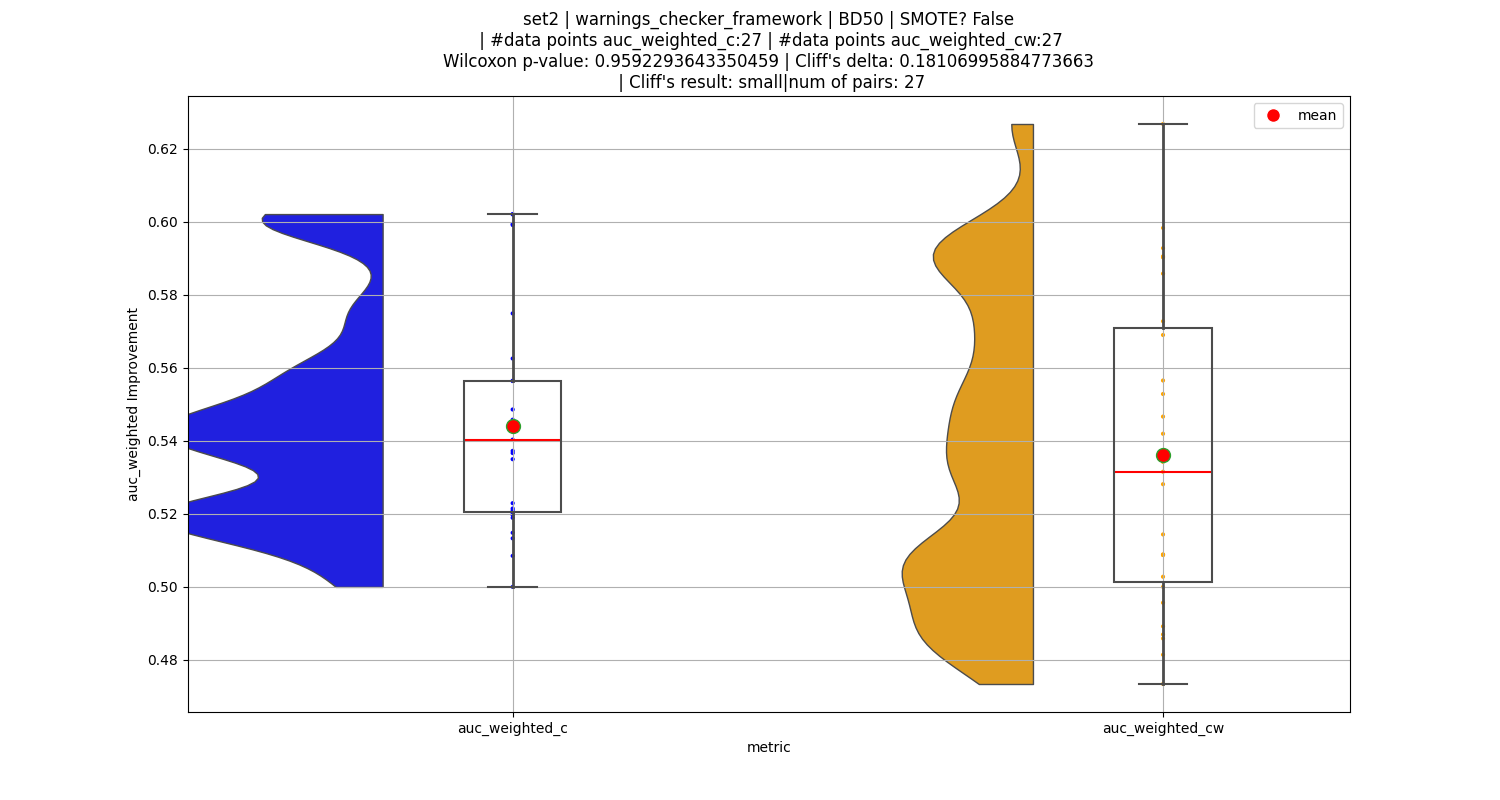 set2 | warnings_checker_framework | BD50 | SMOTE? False
| #data points auc_weighted_c:27 | #data points auc_weighted_cw:27
Wilcoxon p-value: 0.9592293643350459 | Cliff's delta: 0.18106995884773663
| Cliff's result: small|num of pairs: 27
mean
0.62
0.60
0.58
0.56
0.54
0.52
0.50
0.48
auc_weighted Improvement
auc_weighted_c
auc_weighted_cw
metric